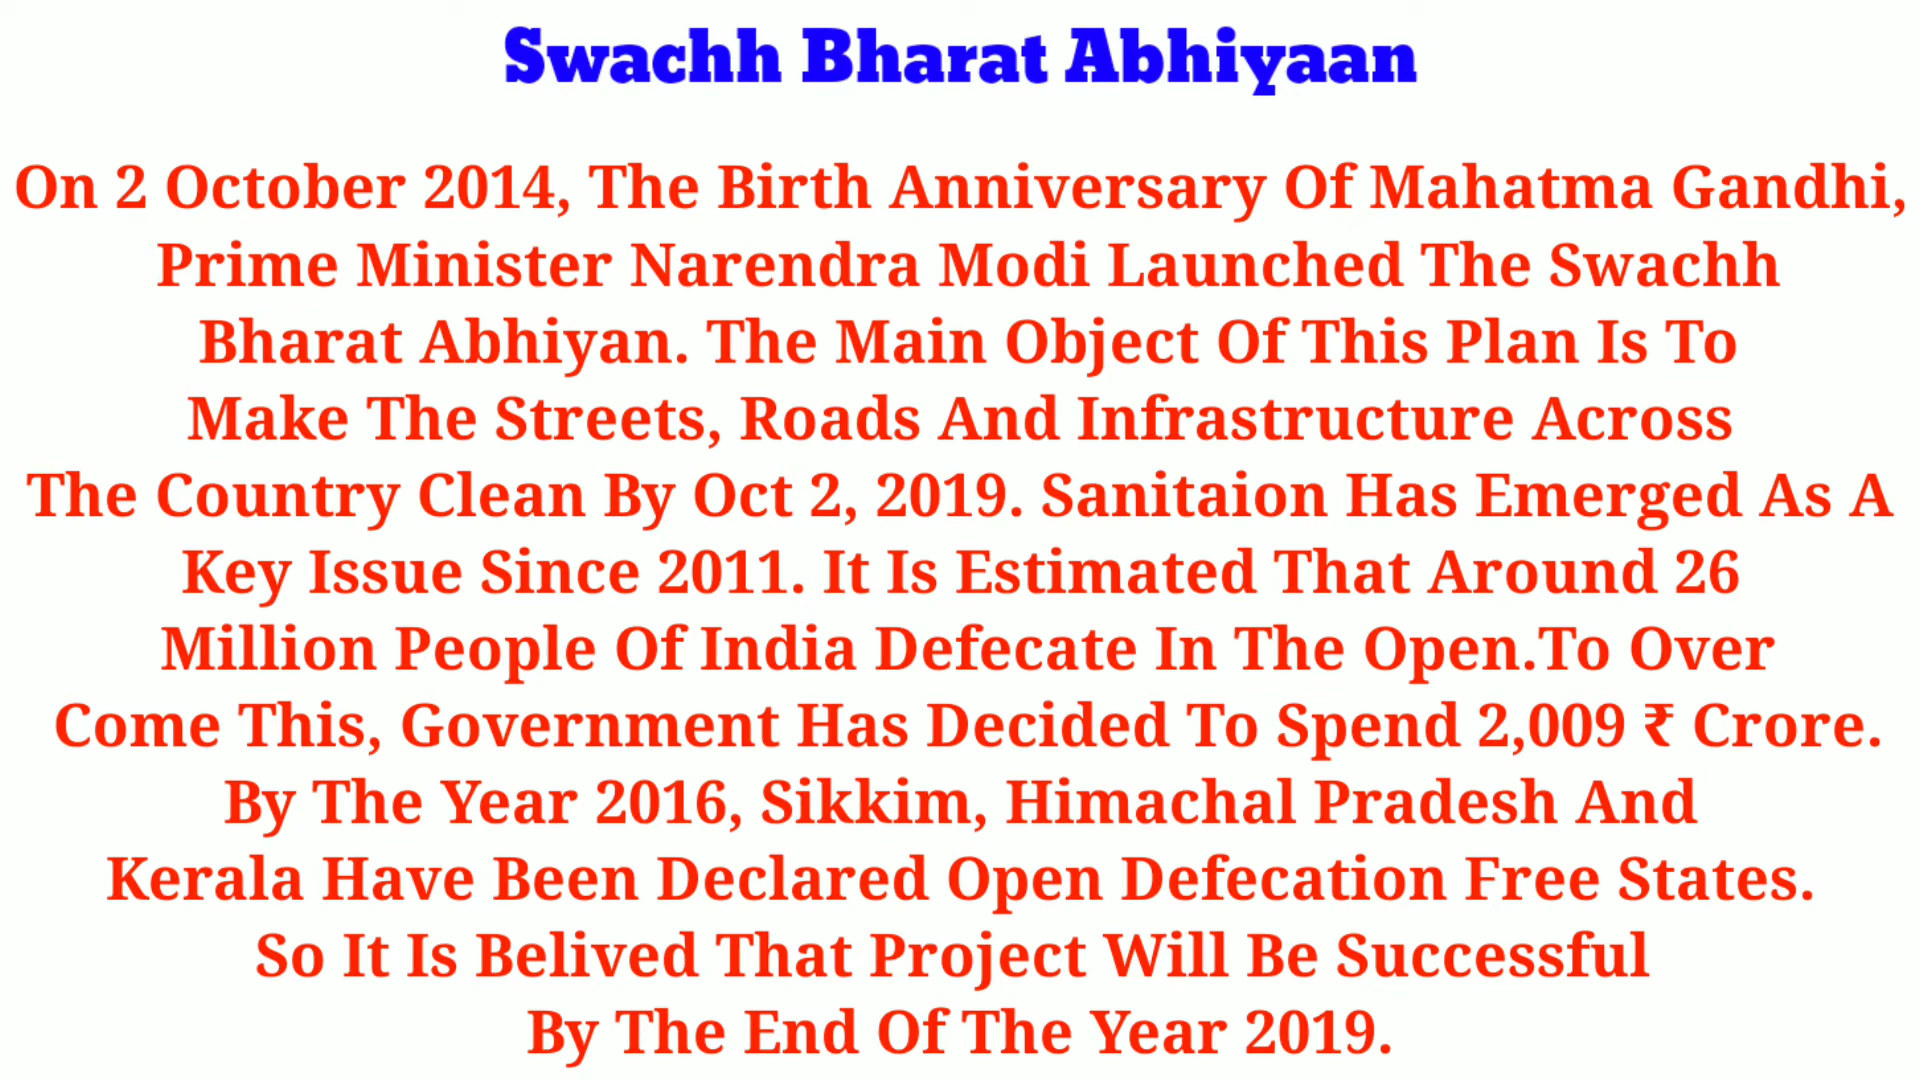 Swachh Bharat Abhiyaan
On 2 October 2014, The Birth Anniversary Of Mahatma Gandhi,
Prime Minister Narendra Modi Launched The Swachh
Bharat Abhiyan. The Main Object Of This Plan Is To
Make The Streets, Roads And Infrastructure Across
The Country Clean By Oct 2, 2019. Sanitaion Has Emerged As A
Key Issue Since 2011. It Is Estimated That Around 26
Million People Of India Defecate In The Open.To Over
Come This, Government Has Decided To Spend 2,009 ₹ Crore.
By The Year 2016, Sikkim, Himachal Pradesh And
Kerala Have Been Declared Open Defecation Free States.
So It Is Belived That Project Will Be Successful
By The End Of The Year 2019.